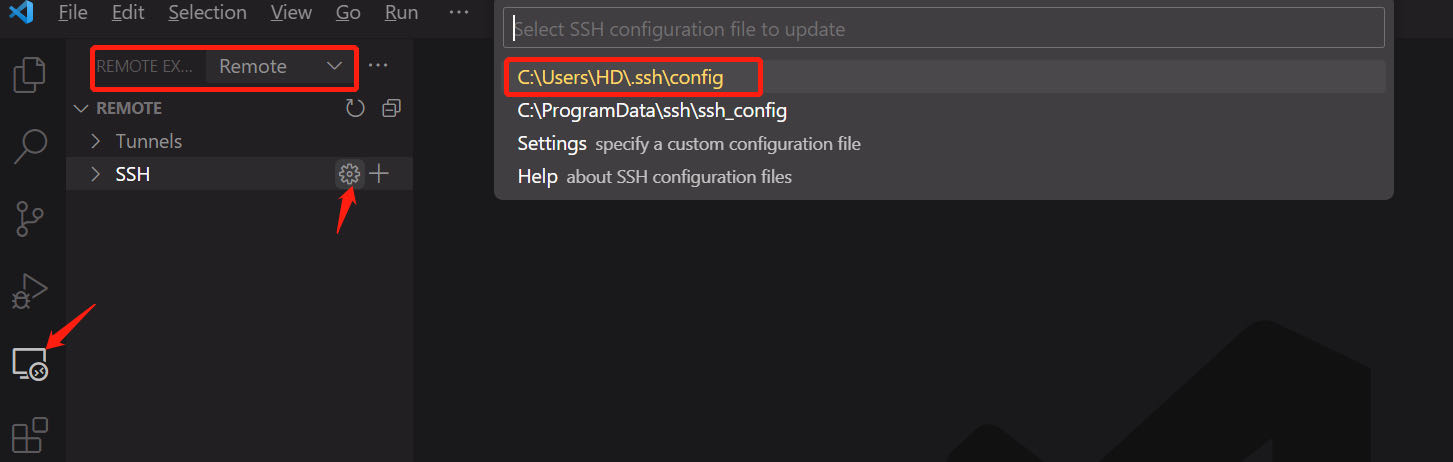 File Edit Selection View Go Run ···
REMOTE EX... Remote ···
REMOTE
Tunnels
SSH
Select SSH configuration file to update
C:\Users\HD\.ssh\config
C:\ProgramData\ssh\ssh_config
Settings specify a custom configuration file
Help about SSH configuration files